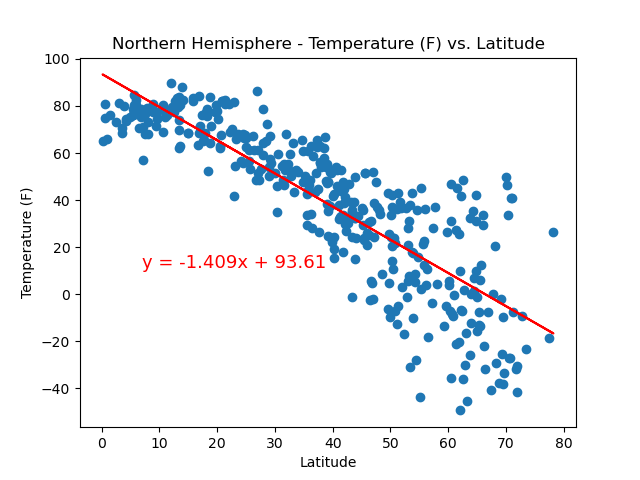 Northern Hemisphere - Temperature (F) vs. Latitude
100
80
60
40
20
0
−20
−40
Temperature (F)
y = -1.409x + 93.61
0 10 20 30 40 50 60 70 80
Latitude